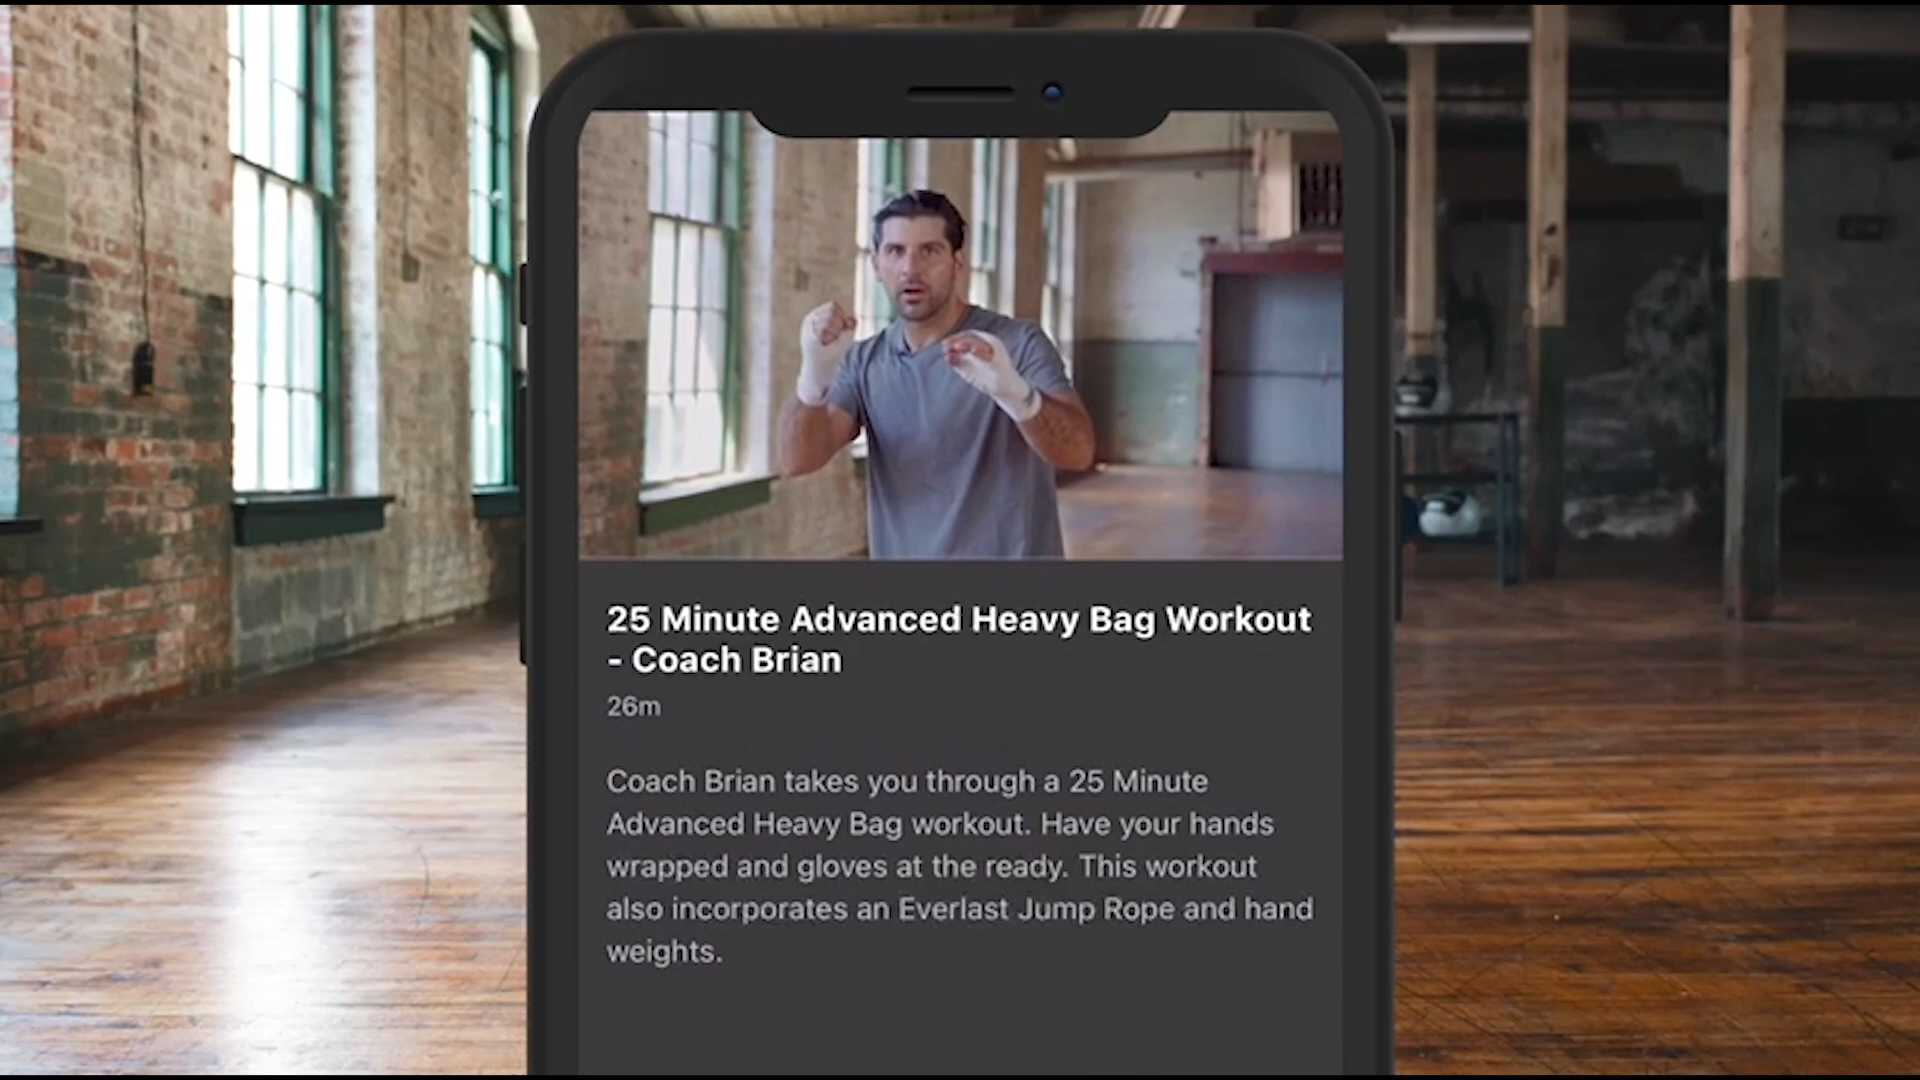 25 Minute Advanced Heavy Bag Workout
- Coach Brian
26m
Coach Brian takes you through a 25 Minute
Advanced Heavy Bag workout. Have your hands
wrapped and gloves at the ready. This workout
also incorporates an Everlast Jump Rope and hand
weights.